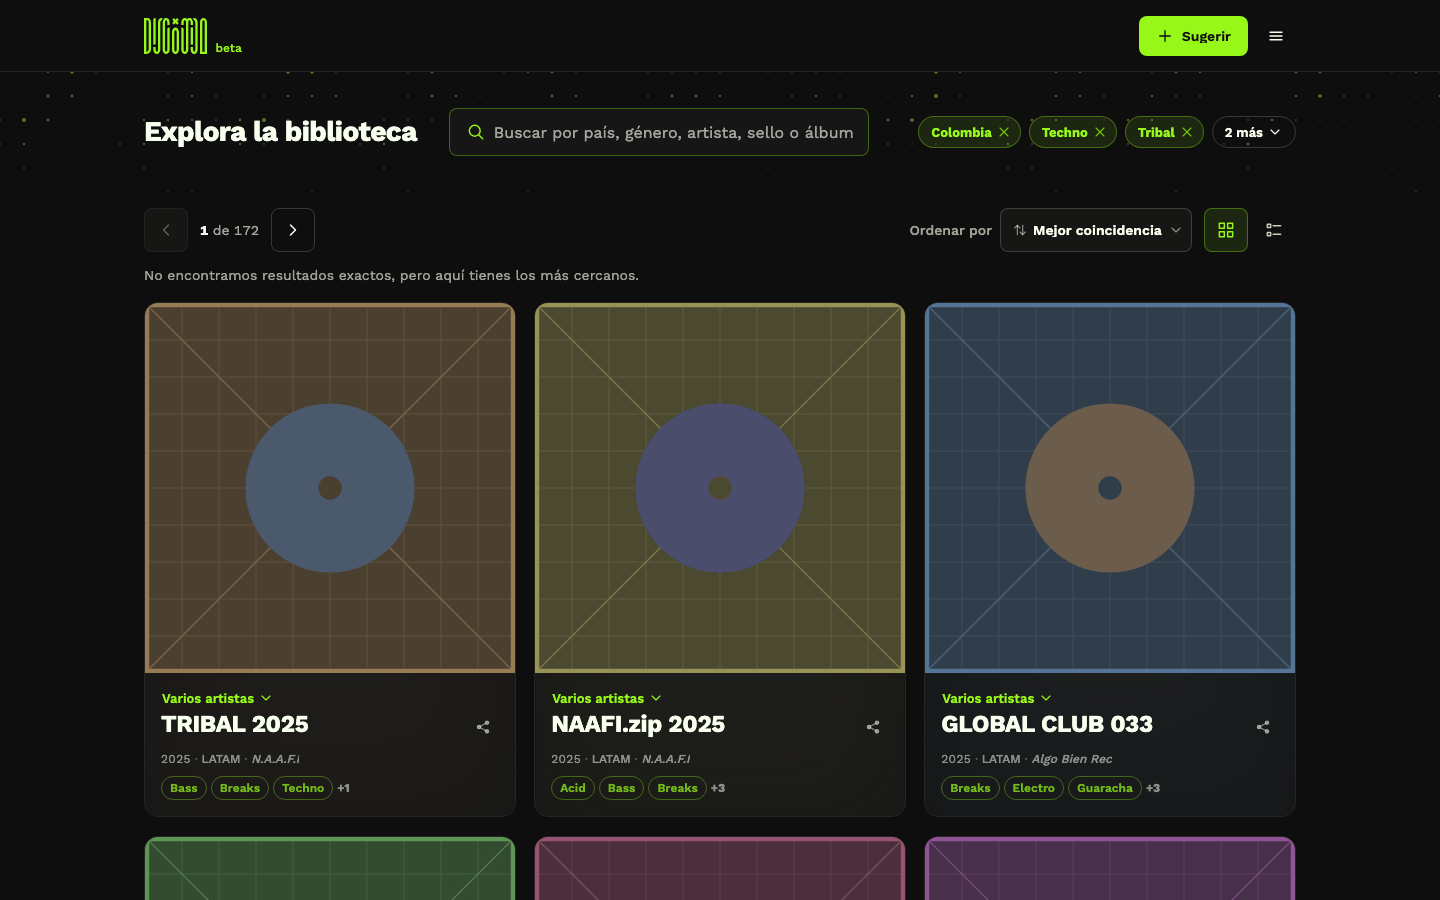 beta
Sugerir
Explora la biblioteca
Buscar por país, género, artista, sello o álbum
Colombia
Techno
Tribal
2 más
1 de 172
Ordenar por
Mejor coincidencia
No encontramos resultados exactos, pero aquí tienes los más cercanos.
Varios artistas
TRIBAL 2025
2025 · LATAM · N.A.A.F.I
Bass
Breaks
Techno
+1
Varios artistas
NAAFI.zip 2025
2025 · LATAM · N.A.A.F.I
Acid
Bass
Breaks
+3
Varios artistas
GLOBAL CLUB 033
2025 · LATAM · Algo Bien Rec
Breaks
Electro
Guaracha
+3